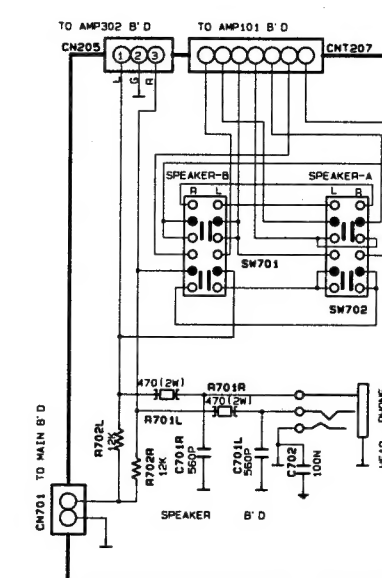 TO AMP302 B'D
TO AMP101 B'D
CN205
1 2 3
CNT207
L G R
SPEAKER-B
SPEAKER-A
R L
L R
SW701
SW702
470(2W)
R701R
470(2W)
R701L
R702L
12K
R702R
12K
C701R
560P
C701L
560P
C702
100N
TO MAIN B'D
CN701
SPEAKER B'D